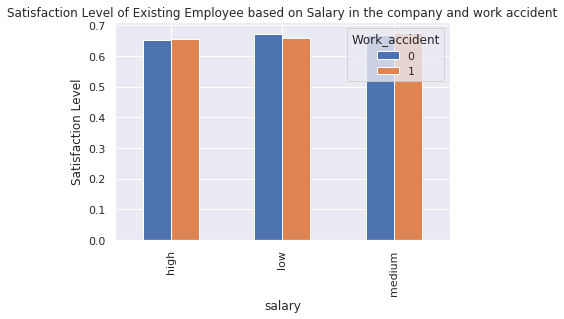 Satisfaction Level of Existing Employee based on Salary in the company and work accident
Satisfaction Level
0.7
0.6
0.5
0.4
0.3
0.2
0.1
0.0
Work_accident
0
1
high
low
medium
salary